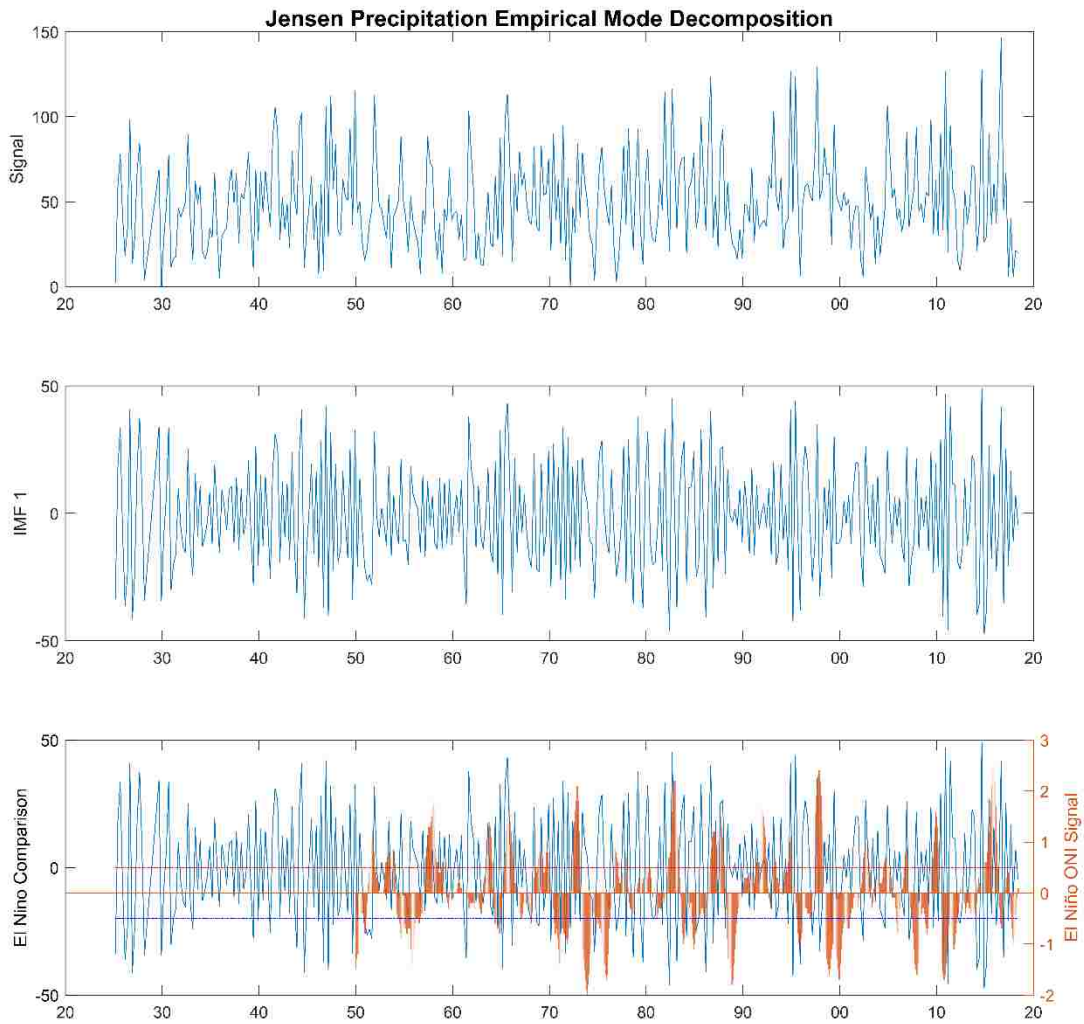 Jensen Precipitation Empirical Mode Decomposition
150
100
50
0
Signal
20 30 40 50 60 70 80 90 00 10 20
50
0
-50
IMF 1
20 30 40 50 60 70 80 90 00 10 20
50
0
-50
El Nino Comparison
3
2
1
0
-1
-2
El Niño ONI Signal
20 30 40 50 60 70 80 90 00 10 20